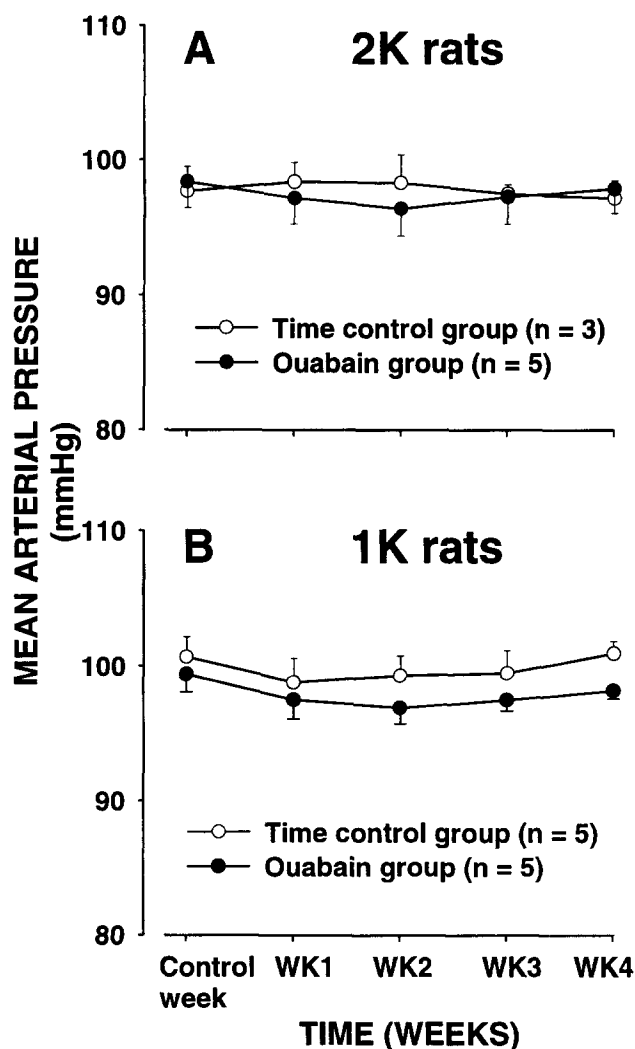 MEAN ARTERIAL PRESSURE
(mmHg)
110
A 2K rats
100
90
Time control group (n = 3)
Ouabain group (n = 5)
80
110
B 1K rats
100
90
Time control group (n = 5)
Ouabain group (n = 5)
80
Control WK1 WK2 WK3 WK4
week
TIME (WEEKS)